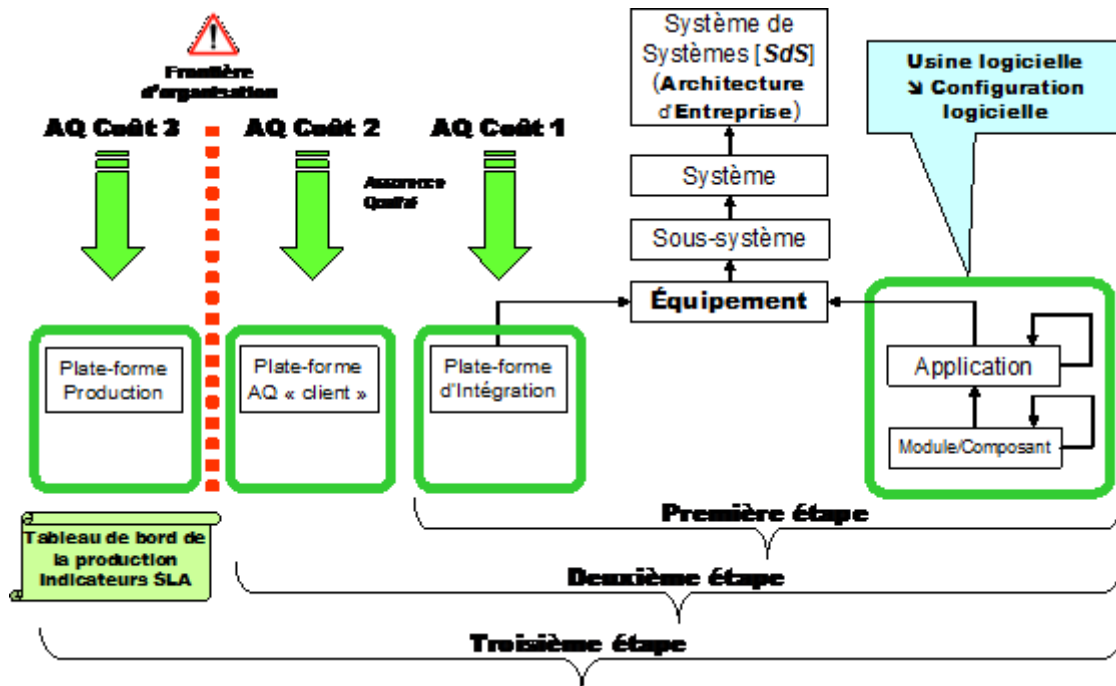 Frontière
d'organisation
AQ Coût 3
AQ Coût 2
AQ Coût 1
Assurance
Qualité
Système de
Systèmes [SdS]
(Architecture
d'Entreprise)
Système
Sous-système
Équipement
Usine logicielle
↘ Configuration
logicielle
Plate-forme
Production
Plate-forme
AQ « client »
Plate-forme
d'Intégration
Application
Module/Composant
Première étape
Tableau de bord de
la production
Indicateurs SLA
Deuxième étape
Troisième étape